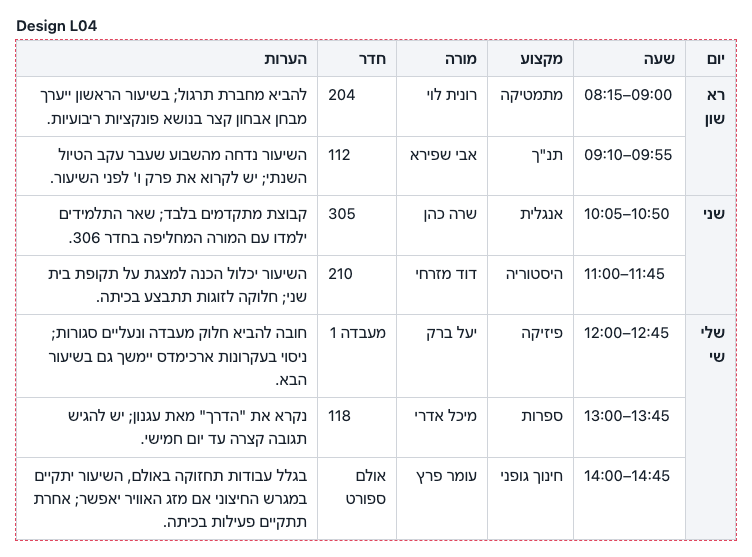 Design L04
יום שעה מקצוע מורה חדר הערות
רא
שון
08:15–09:00 מתמטיקה רונית לוי 204
להביא מחברת תרגול; בשיעור הראשון ייערך
מבחן אבחון קצר בנושא פונקציות ריבועיות.
09:10–09:55 תנ"ך אבי שפירא 112
השיעור נדחה מהשבוע שעבר עקב הטיול
השנתי; יש לקרוא את פרק ו' לפני השיעור.
שני
10:05–10:50 אנגלית שרה כהן 305
קבוצת מתקדמים בלבד; שאר התלמידים
ילמדו עם המורה המחליפה בחדר 306.
11:00–11:45 היסטוריה דוד מזרחי 210
השיעור יכלול הכנה למצגת על תקופת בית
שני; חלוקה לזוגות תתבצע בכיתה.
שלי
שי
12:00–12:45 פיזיקה יעל ברק מעבדה 1
חובה להביא חלוק מעבדה ונעליים סגורות;
ניסוי בעקרונות ארכימדס יימשך גם בשיעור
הבא.
13:00–13:45 ספרות מיכל אדרי 118
נקרא את "הדרך" מאת עגנון; יש להגיש
תגובה קצרה עד יום חמישי.
14:00–14:45 חינוך גופני עומר פרץ אולם
ספורט
בגלל עבודות תחזוקה באולם, השיעור יתקיים
במגרש החיצוני אם מזג האוויר יאפשר; אחרת
תתקיים פעילות בכיתה.